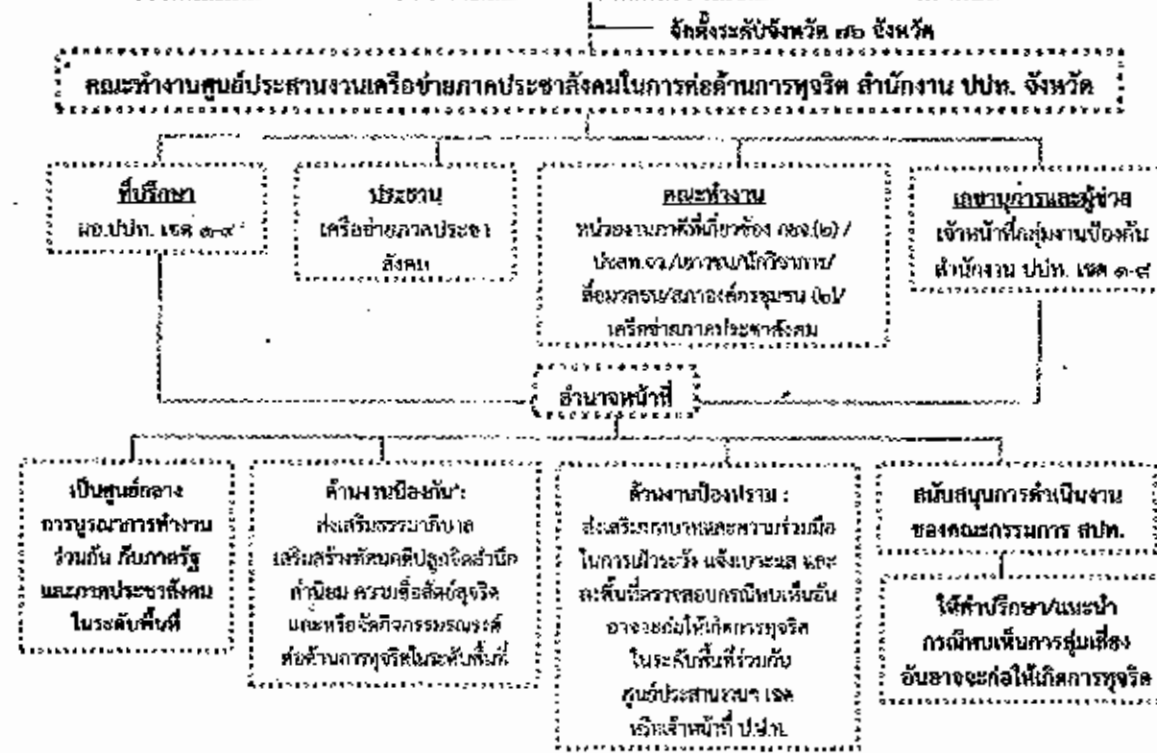 จัดตั้งระดับจังหวัด ๗๖ จังหวัด
คณะทำงานศูนย์ประสานงานเครือข่ายภาคประชาสังคมในการต่อต้านการทุจริต สำนักงาน ปปท. จังหวัด
ที่ปรึกษา
ผอ.ปปท. เขต ๑-๙
ประธาน
เครือข่ายภาคประชา
สังคม
คณะทำงาน
หน่วยงานภาคีที่เกี่ยวข้อง กธจ.(๒) /
ปชสท.จว./เยาวชน/นักวิชาการ/
สื่อมวลชน/สภาองค์กรชุมชน (๒)/
เครือข่ายภาคประชาสังคม
เลขานุการและผู้ช่วย
เจ้าหน้าที่กลุ่มงานป้องกัน
สำนักงาน ปปท. เขต ๑-๙
อำนาจหน้าที่
เป็นศูนย์กลาง
การบูรณาการทำงาน
ร่วมกัน กับภาครัฐ
และภาคประชาสังคม
ในระดับพื้นที่
ด้านงานป้องกัน :
ส่งเสริมธรรมาภิบาล
เสริมสร้างทัศนคติปลูกจิตสำนึก
ค่านิยม ความซื่อสัตย์สุจริต
และหรือจัดกิจกรรมรณรงค์
ต่อต้านการทุจริตในระดับพื้นที่
ด้านงานป้องปราม :
ส่งเสริมบทบาทและความร่วมมือ
ในการเฝ้าระวัง แจ้งเบาะแส และ
ลงพื้นที่ตรวจสอบกรณีพบเห็นอัน
อาจจะก่อให้เกิดการทุจริต
ในระดับพื้นที่ร่วมกับ
ศูนย์ประสานงานฯ เขต
หรือเจ้าหน้าที่ ป.ป.ท.
สนับสนุนการดำเนินงาน
ของคณะกรรมการ สปท.
ให้คำปรึกษา/แนะนำ
กรณีพบเห็นการสุ่มเสี่ยง
อันอาจจะก่อให้เกิดการทุจริต